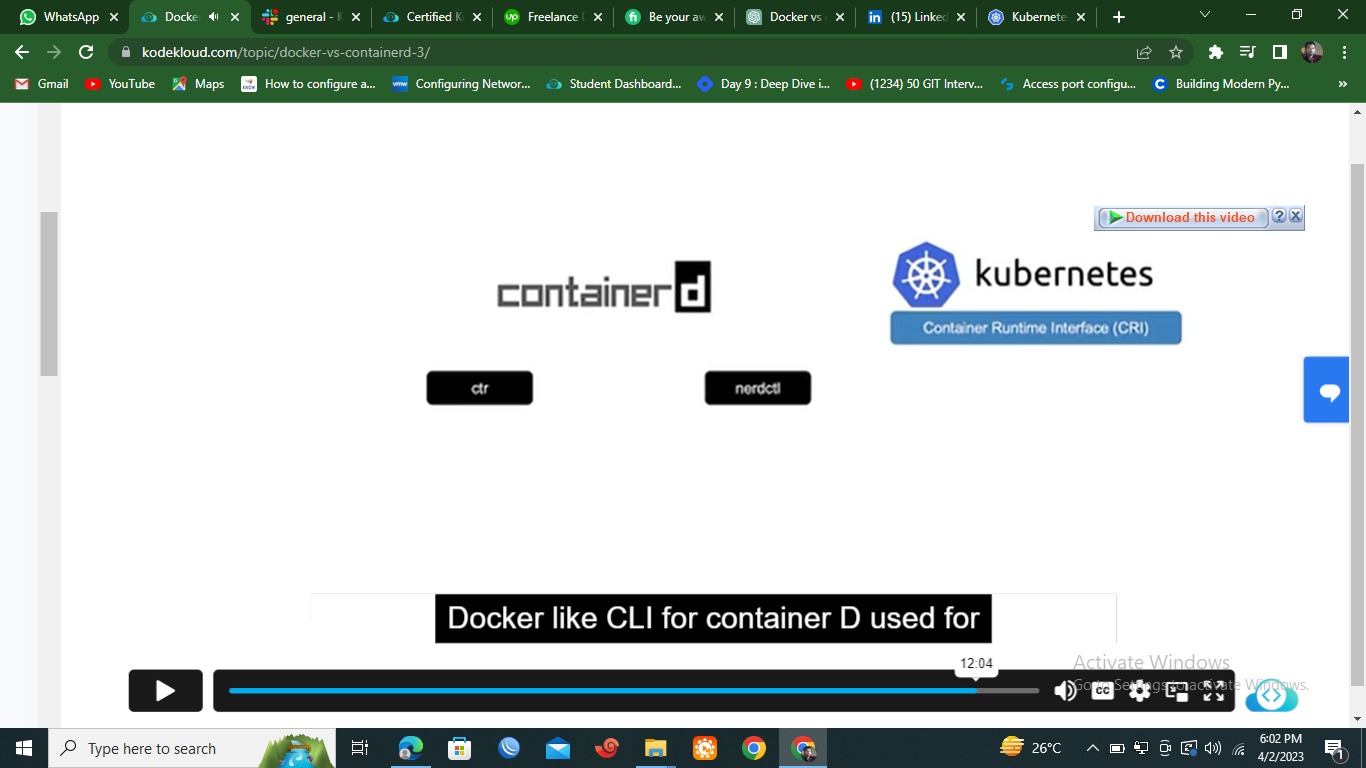 WhatsApp
Docke
general - K
Certified K
Freelance
Be your aw
Docker vs
(15) Linked
Kubernete
kodekloud.com/topic/docker-vs-containerd-3/
Gmail
YouTube
Maps
How to configure a...
Configuring Networ...
Student Dashboard...
Day 9 : Deep Dive i...
(1234) 50 GIT Interv...
Access port configu...
Building Modern Py...
Download this video
containerd
kubernetes
Container Runtime Interface (CRI)
ctr
nerdctl
Docker like CLI for container D used for
12:04
CC
Activate Windows
Go to Settings to activate Windows.
Type here to search
26°C
6:02 PM
4/2/2023
1